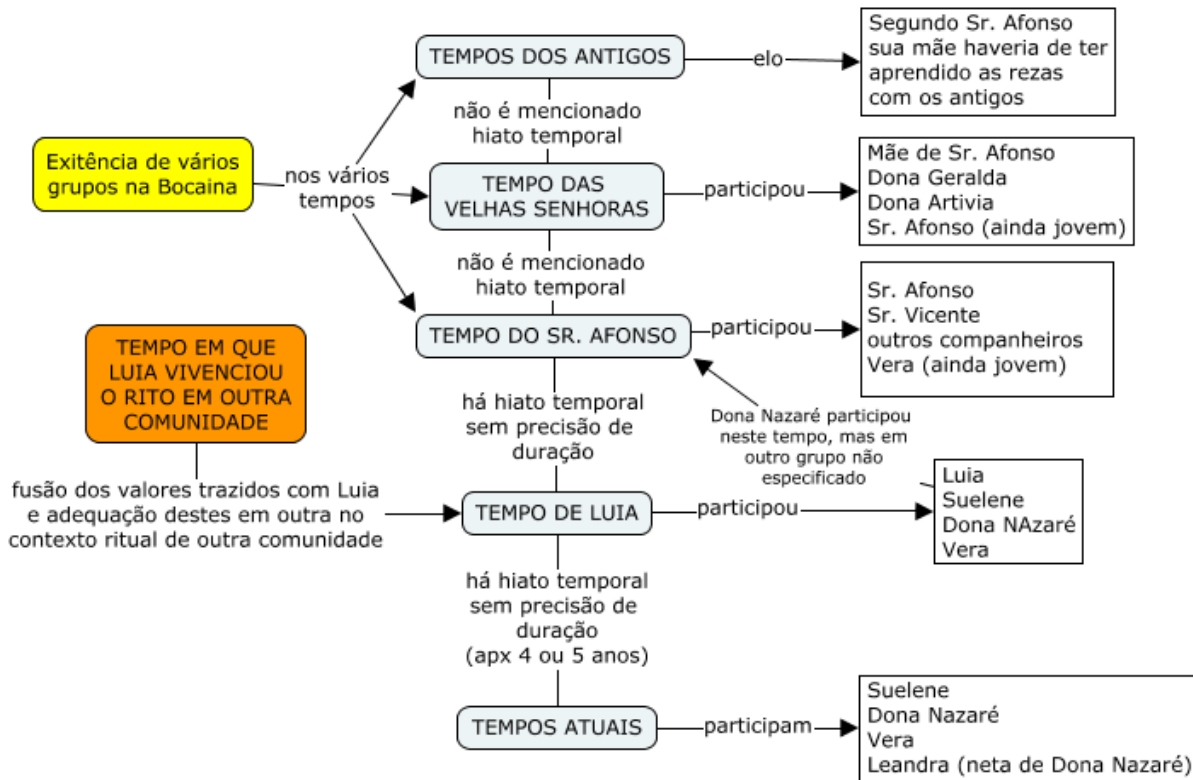 TEMPOS DOS ANTIGOS
elo
Segundo Sr. Afonso
sua mãe haveria de ter
aprendido as rezas
com os antigos
não é mencionado
hiato temporal
Exitência de vários
grupos na Bocaina
nos vários
tempos
TEMPO DAS
VELHAS SENHORAS
participou
Mãe de Sr. Afonso
Dona Geralda
Dona Artivia
Sr. Afonso (ainda jovem)
não é mencionado
hiato temporal
TEMPO DO SR. AFONSO
participou
Sr. Afonso
Sr. Vicente
outros companheiros
Vera (ainda jovem)
TEMPO EM QUE
LUIA VIVENCIOU
O RITO EM OUTRA
COMUNIDADE
há hiato temporal
sem precisão de
duração
Dona Nazaré participou
neste tempo, mas em
outro grupo não
especificado
fusão dos valores trazidos com Luia
e adequação destes em outra no
contexto ritual de outra comunidade
TEMPO DE LUIA
participou
Luia
Suelene
Dona NAzaré
Vera
há hiato temporal
sem precisão de
duração
(apx 4 ou 5 anos)
TEMPOS ATUAIS
participam
Suelene
Dona Nazaré
Vera
Leandra (neta de Dona Nazaré)